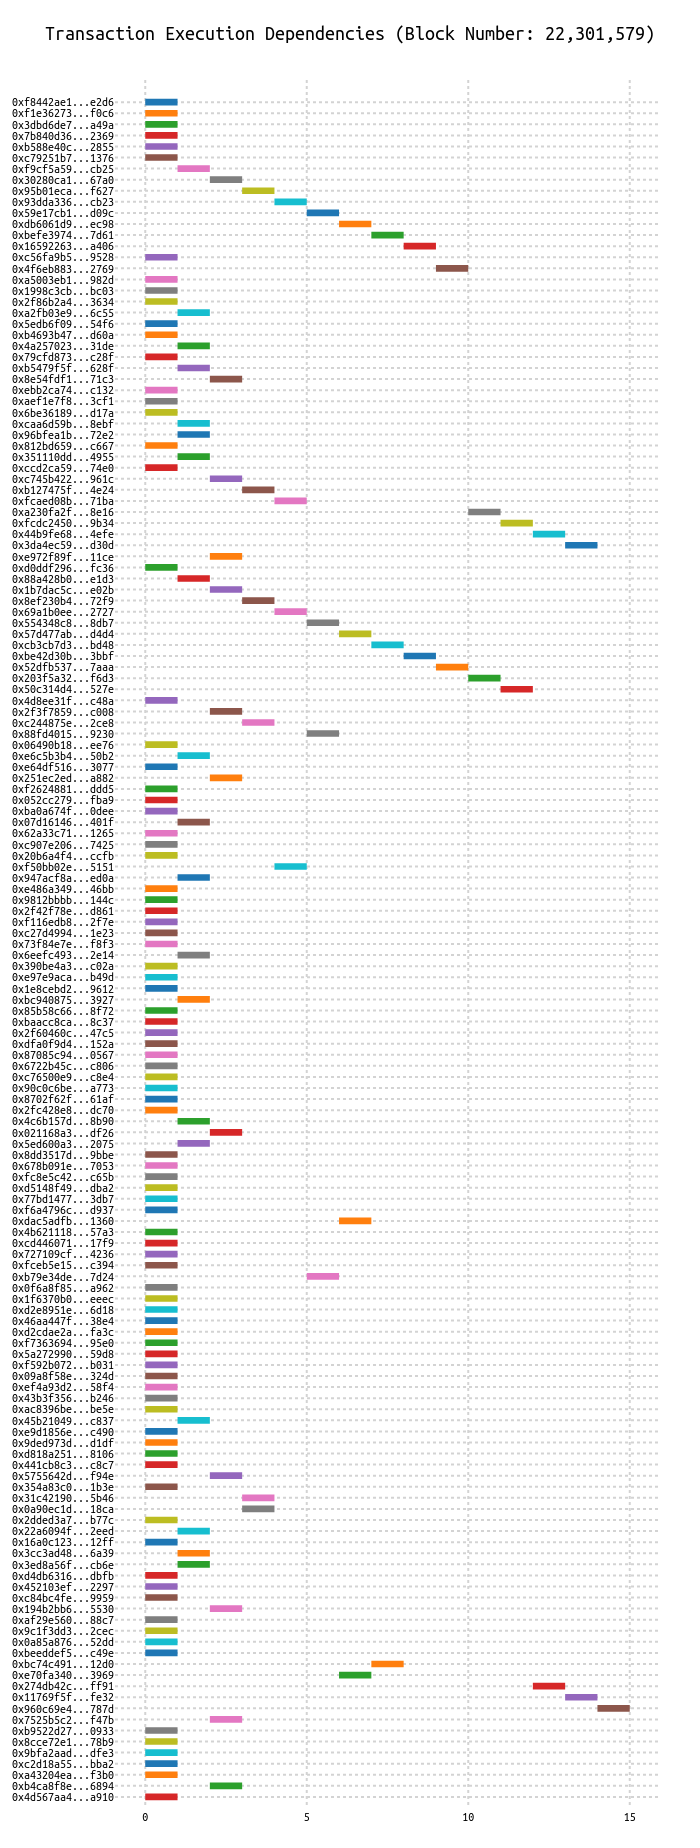 Transaction Execution Dependencies (Block Number: 22,301,579)
0xf8442ae1...e2d6
0xf1e36273...f0c6
0x3dbd6de7...a49a
0x7b840d36...2369
0xb588e40c...2855
0xc79251b7...1376
0xf9cf5a59...cb25
0x30280ca1...67a0
0x95b01eca...f627
0x93dda336...cb23
0x59e17cb1...d09c
0xdb6061d9...ec98
0xbefe3974...7d61
0x16592263...a406
0xc56fa9b5...9528
0x4f6eb883...2769
0xa5003eb1...982d
0x1998c3cb...bc03
0x2f86b2a4...3634
0xa2fb03e9...6c55
0x5edb6f09...54f6
0xb4693b47...d60a
0x4a257023...31de
0x79cfd873...c28f
0xb5479f5f...628f
0x8e54fdf1...71c3
0xebb2ca74...c132
0xaef1e7f8...3cf1
0x6be36189...d17a
0xcaa6d59b...8ebf
0x96bfea1b...72e2
0x812bd659...c667
0x351110dd...4955
0xccd2ca59...74e0
0xc745b422...961c
0xb127475f...4e24
0xfcaed08b...71ba
0xa230fa2f...8e16
0xfcdc2450...9b34
0x44b9fe68...4efe
0x3da4ec59...d30d
0xe972f89f...11ce
0xd0ddf296...fc36
0x88a428b0...e1d3
0x1b7dac5c...e02b
0x8ef230b4...72f9
0x69a1b0ee...2727
0x554348c8...8db7
0x57d477ab...d4d4
0xcb3cb7d3...bd48
0xbe42d30b...3bbf
0x52dfb537...7aaa
0x203f5a32...f6d3
0x50c314d4...527e
0x4d8ee31f...c48a
0x2f3f7859...c008
0xc244875e...2ce8
0x88fd4015...9230
0x06490b18...ee76
0xe6c5b3b4...50b2
0xe64df516...3077
0x251ec2ed...a882
0xf2624881...ddd5
0x052cc279...fba9
0xba0a674f...0dee
0x07d16146...401f
0x62a33c71...1265
0xc907e206...7425
0x20b6a4f4...ccfb
0xf50bb02e...5151
0x947acf8a...ed0a
0xe486a349...46bb
0x9812bbbb...144c
0x2f42f78e...d861
0xf116edb8...2f7e
0xc27d4994...1e23
0x73f84e7e...f8f3
0x6eefc493...2e14
0x390be4a3...c02a
0xe97e9aca...b49d
0x1e8cebd2...9612
0xbc940875...3927
0x85b58c66...8f72
0xbaacc8ca...8c37
0x2f60460c...47c5
0xdfa0f9d4...152a
0x87085c94...0567
0x6722b45c...c806
0xc76500e9...c8e4
0x90c0c6be...a773
0x8702f62f...61af
0x2fc428e8...dc70
0x4c6b157d...8b90
0x021168a3...df26
0x5ed600a3...2075
0x8dd3517d...9bbe
0x678b091e...7053
0xfc8e5c42...c65b
0xd5148f49...dba2
0x77bd1477...3db7
0xf6a4796c...d937
0xdac5adfb...1360
0x4b621118...57a3
0xcd446071...17f9
0x727109cf...4236
0xfceb5e15...c394
0xb79e34de...7d24
0x0f6a8f85...a962
0x1f6370b0...eeec
0xd2e8951e...6d18
0x46aa447f...38e4
0xd2cdae2a...fa3c
0xf7363694...95e0
0x5a272990...59d8
0xf592b072...b031
0x09a8f58e...324d
0xef4a93d2...58f4
0x43b3f356...b246
0xac8396be...be5e
0x45b21049...c837
0xe9d1856e...c490
0x9ded973d...d1df
0xd818a251...8106
0x441cb8c3...c8c7
0x5755642d...f94e
0x354a83c0...1b3e
0x31c42190...5b46
0x0a90ec1d...18ca
0x2dded3a7...b77c
0x22a6094f...2eed
0x16a0c123...12ff
0x3cc3ad48...6a39
0x3ed8a56f...cb6e
0xd4db6316...dbfb
0x452103ef...2297
0xc84bc4fe...9959
0x194b2bb6...5530
0xaf29e560...88c7
0x9c1f3dd3...2cec
0x0a85a876...52dd
0xbeeddef5...c49e
0xbc74c491...12d0
0xe70fa340...3969
0x274db42c...ff91
0x11769f5f...fe32
0x960c69e4...787d
0x7525b5c2...f47b
0xb9522d27...0933
0x8cce72e1...78b9
0x9bfa2aad...dfe3
0xc2d18a55...bba2
0xa43204ea...f3b0
0xb4ca8f8e...6894
0x4d567aa4...a910
0 5 10 15